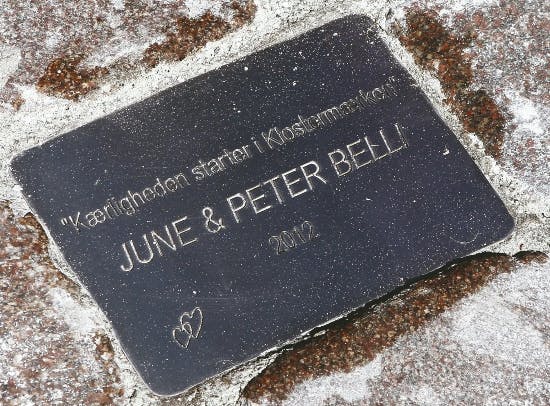 "Kærligheden starter i Klostermarken"
JUNE & PETER BELLI
2012